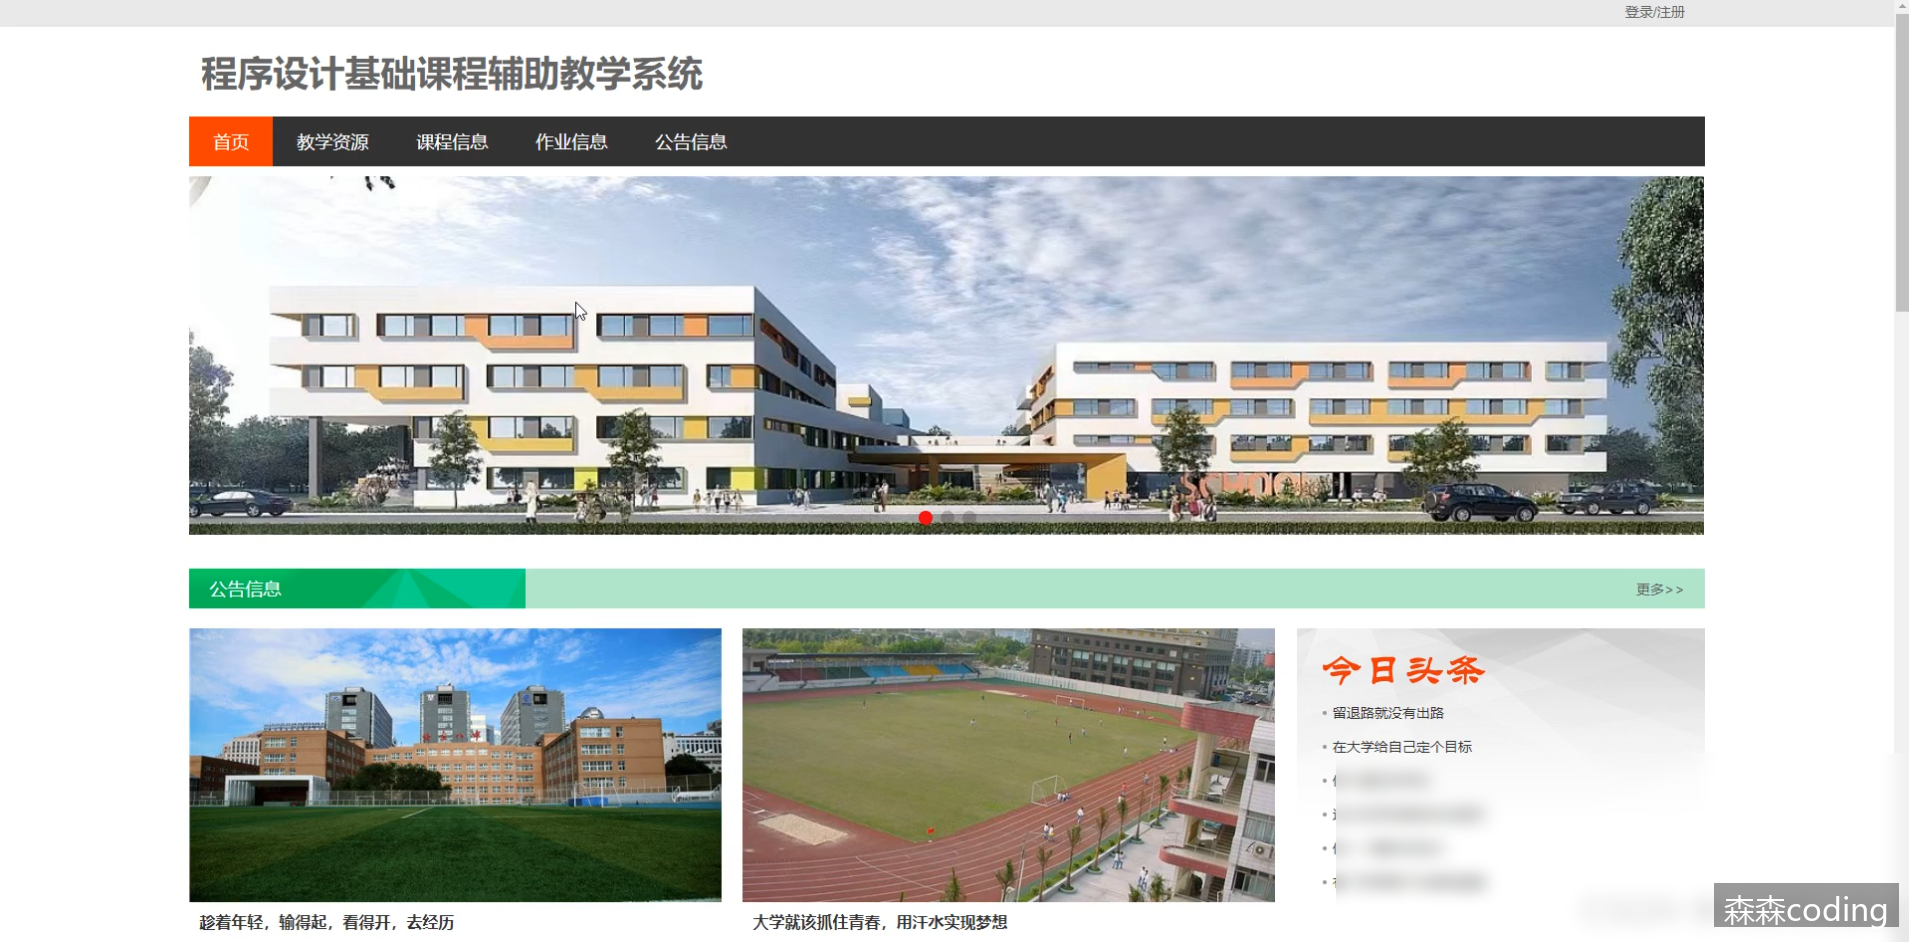 登录/注册
程序设计基础课程辅助教学系统
首页 教学资源 课程信息 作业信息 公告信息
SCHOOL
公告信息 更多>>
今日头条
留退路就没有出路
在大学给自己定个目标
趁着年轻，输得起，看得开，去经历
大学就该抓住青春，用汗水实现梦想
森森coding